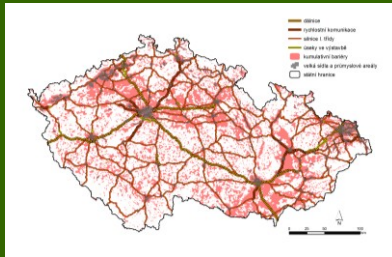 dálnice
rychlostní komunikace
silnice I. třídy
úseky ve výstavbě
kumulativní bariéry
velká sídla a průmyslové areály
státní hranice